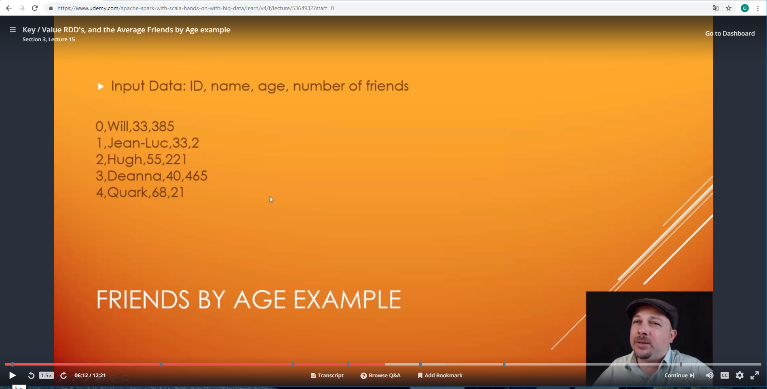 Key / Value RDD's, and the Average Friends by Age example
Section 3, Lecture 15
Go to Dashboard
Input Data: ID, name, age, number of friends
0,Will,33,385
1,Jean-Luc,33,2
2,Hugh,55,221
3,Deanna,40,465
4,Quark,68,21
FRIENDS BY AGE EXAMPLE
1.5x
06:12 / 12:21
Transcript
Browse Q&A
Add Bookmark
Continue